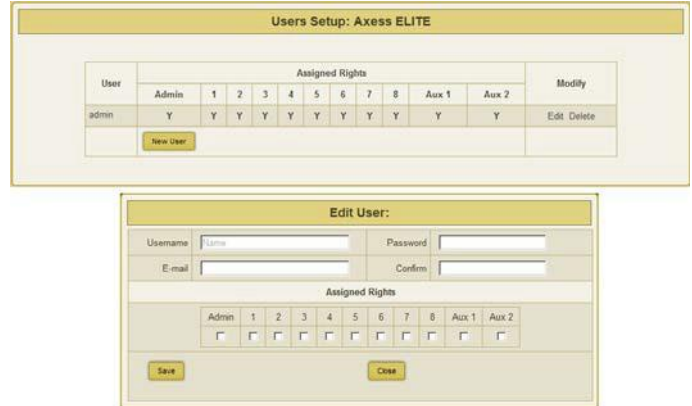 Users Setup: Axess ELITE
User Assigned Rights Modify
Admin 1 2 3 4 5 6 7 8 Aux 1 Aux 2
admin Y Y Y Y Y Y Y Y Y Y Y Edit Delete
New User
Edit User:
Username Name Password
E-mail Confirm
Assigned Rights
Admin 1 2 3 4 5 6 7 8 Aux 1 Aux 2
Save Close